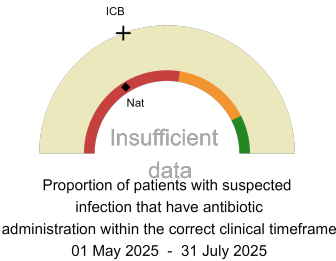 ICB
Nat
Insufficient
data
Proportion of patients with suspected
infection that have antibiotic
administration within the correct clinical timeframe
01 May 2025 - 31 July 2025